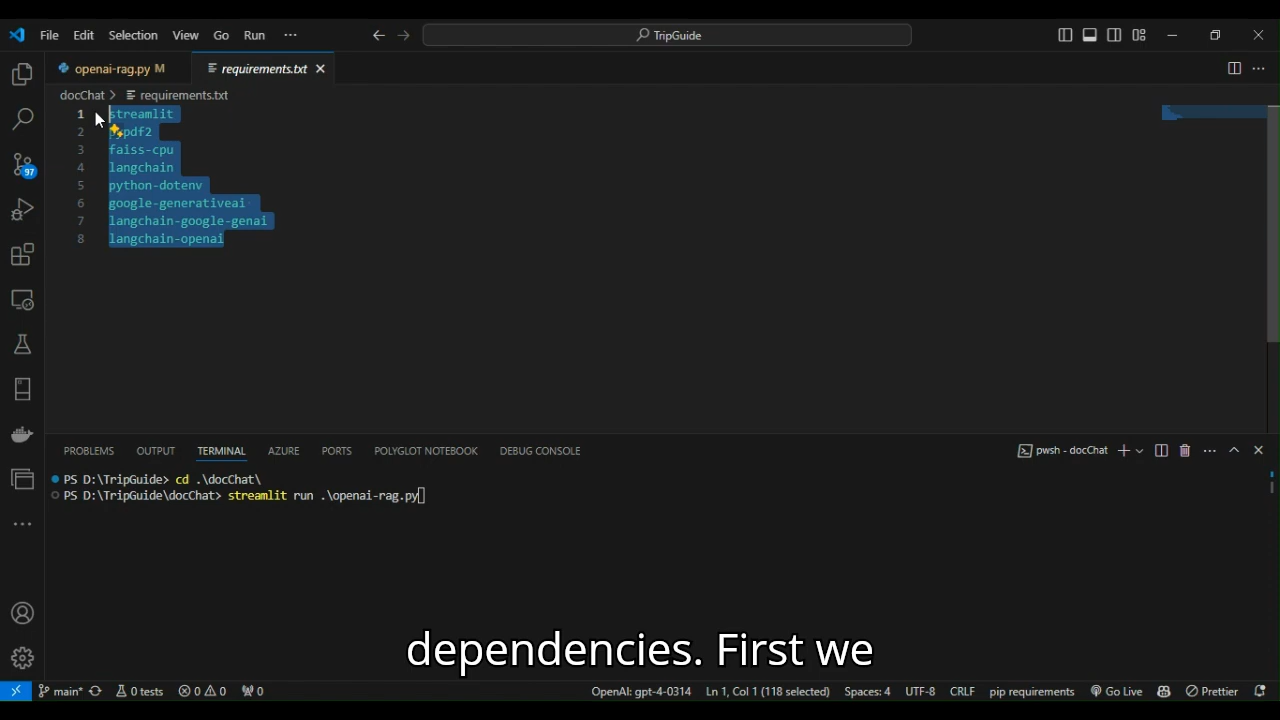 File Edit Selection View Go Run ··· TripGuide
openai-rag.py M requirements.txt
docChat > requirements.txt
1 streamlit
2 pdf2
3 faiss-cpu
4 langchain
5 python-dotenv
6 google-generativeai
7 langchain-google-genai
8 langchain-openai
97
PROBLEMS OUTPUT TERMINAL AZURE PORTS POLYGLOT NOTEBOOK DEBUG CONSOLE pwsh - docChat
PS D:\TripGuide> cd .\docChat\
PS D:\TripGuide\docChat> streamlit run .\openai-rag.py
dependencies. First we
main* 0 tests 0 0 0 OpenAI: gpt-4-0314 Ln 1, Col 1 (118 selected) Spaces: 4 UTF-8 CRLF pip requirements Go Live Prettier